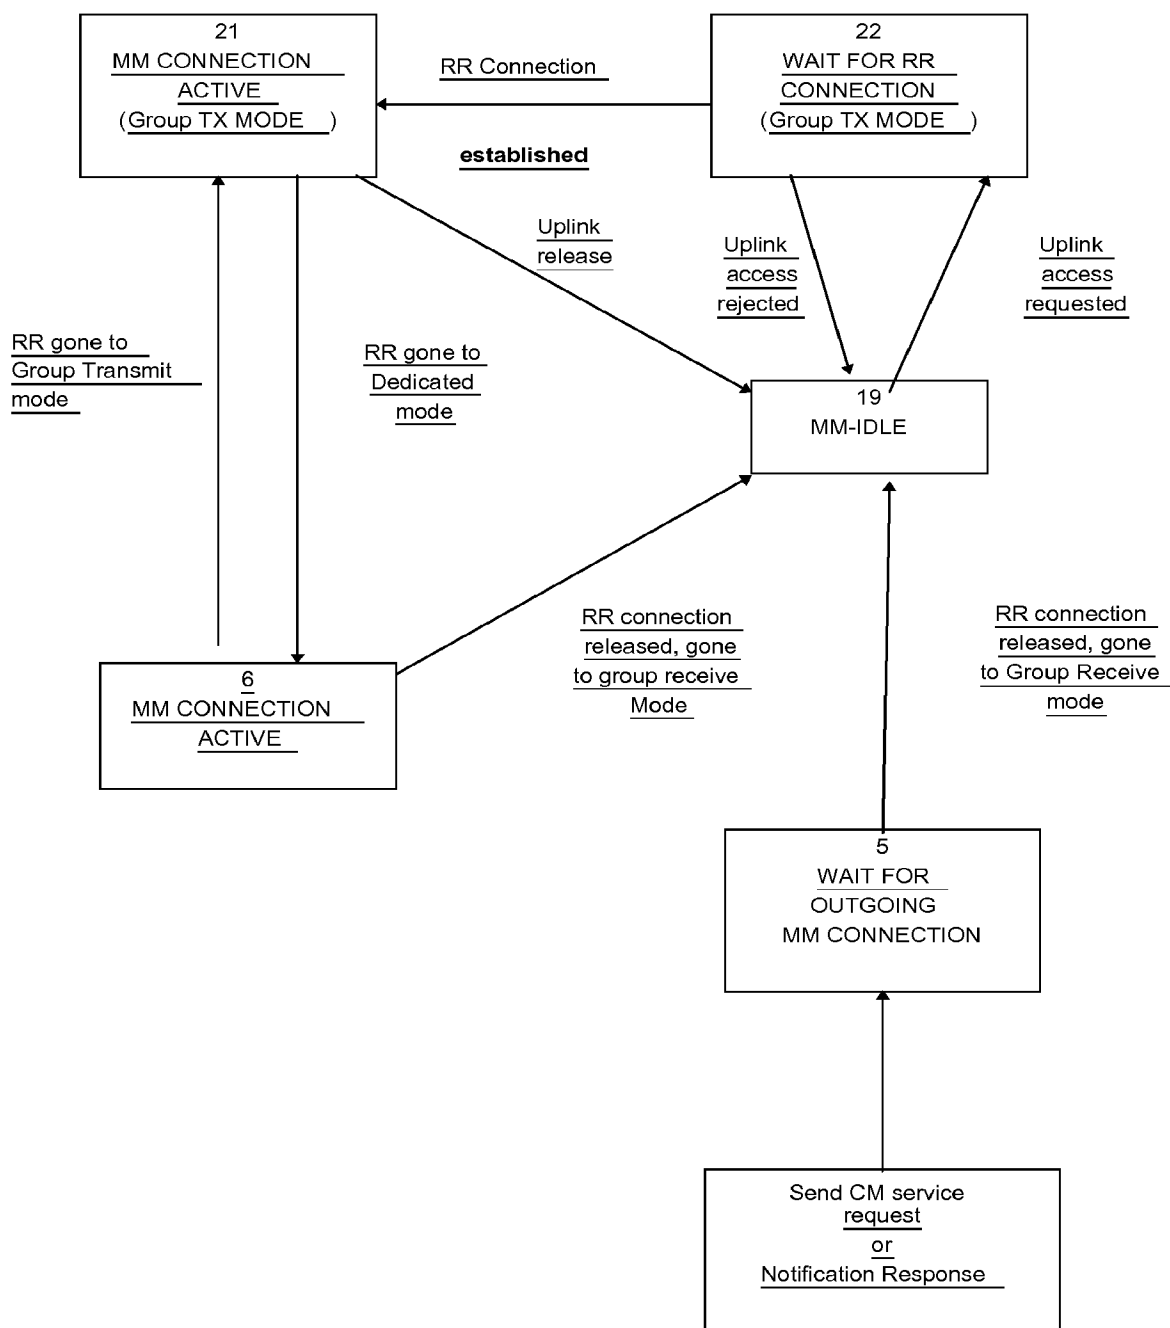 21
MM CONNECTION
ACTIVE
(Group TX MODE )
RR Connection
established
22
WAIT FOR RR
CONNECTION
(Group TX MODE )
Uplink
release
Uplink
access
rejected
Uplink
access
requested
RR gone to
Group Transmit
mode
RR gone to
Dedicated
mode
19
MM-IDLE
6
MM CONNECTION
ACTIVE
RR connection
released, gone
to group receive
Mode
RR connection
released, gone
to Group Receive
mode
5
WAIT FOR
OUTGOING
MM CONNECTION
Send CM service
request
or
Notification Response